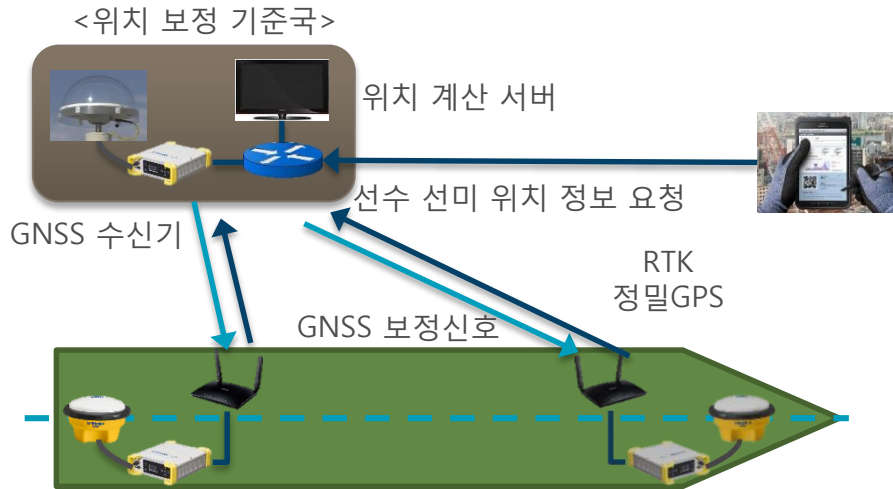 <위치 보정 기준국>
위치 계산 서버
선수 선미 위치 정보 요청
GNSS 수신기
RTK
정밀GPS
GNSS 보정신호